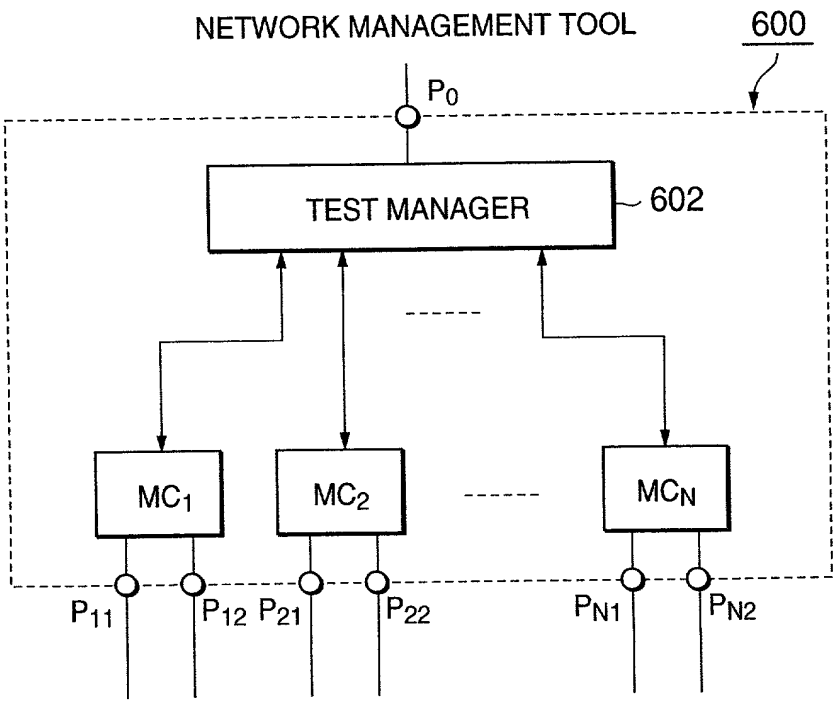 NETWORK MANAGEMENT TOOL
600
P0
TEST MANAGER
602
MC1
MC2
MCN
P11
P12
P21
P22
PN1
PN2